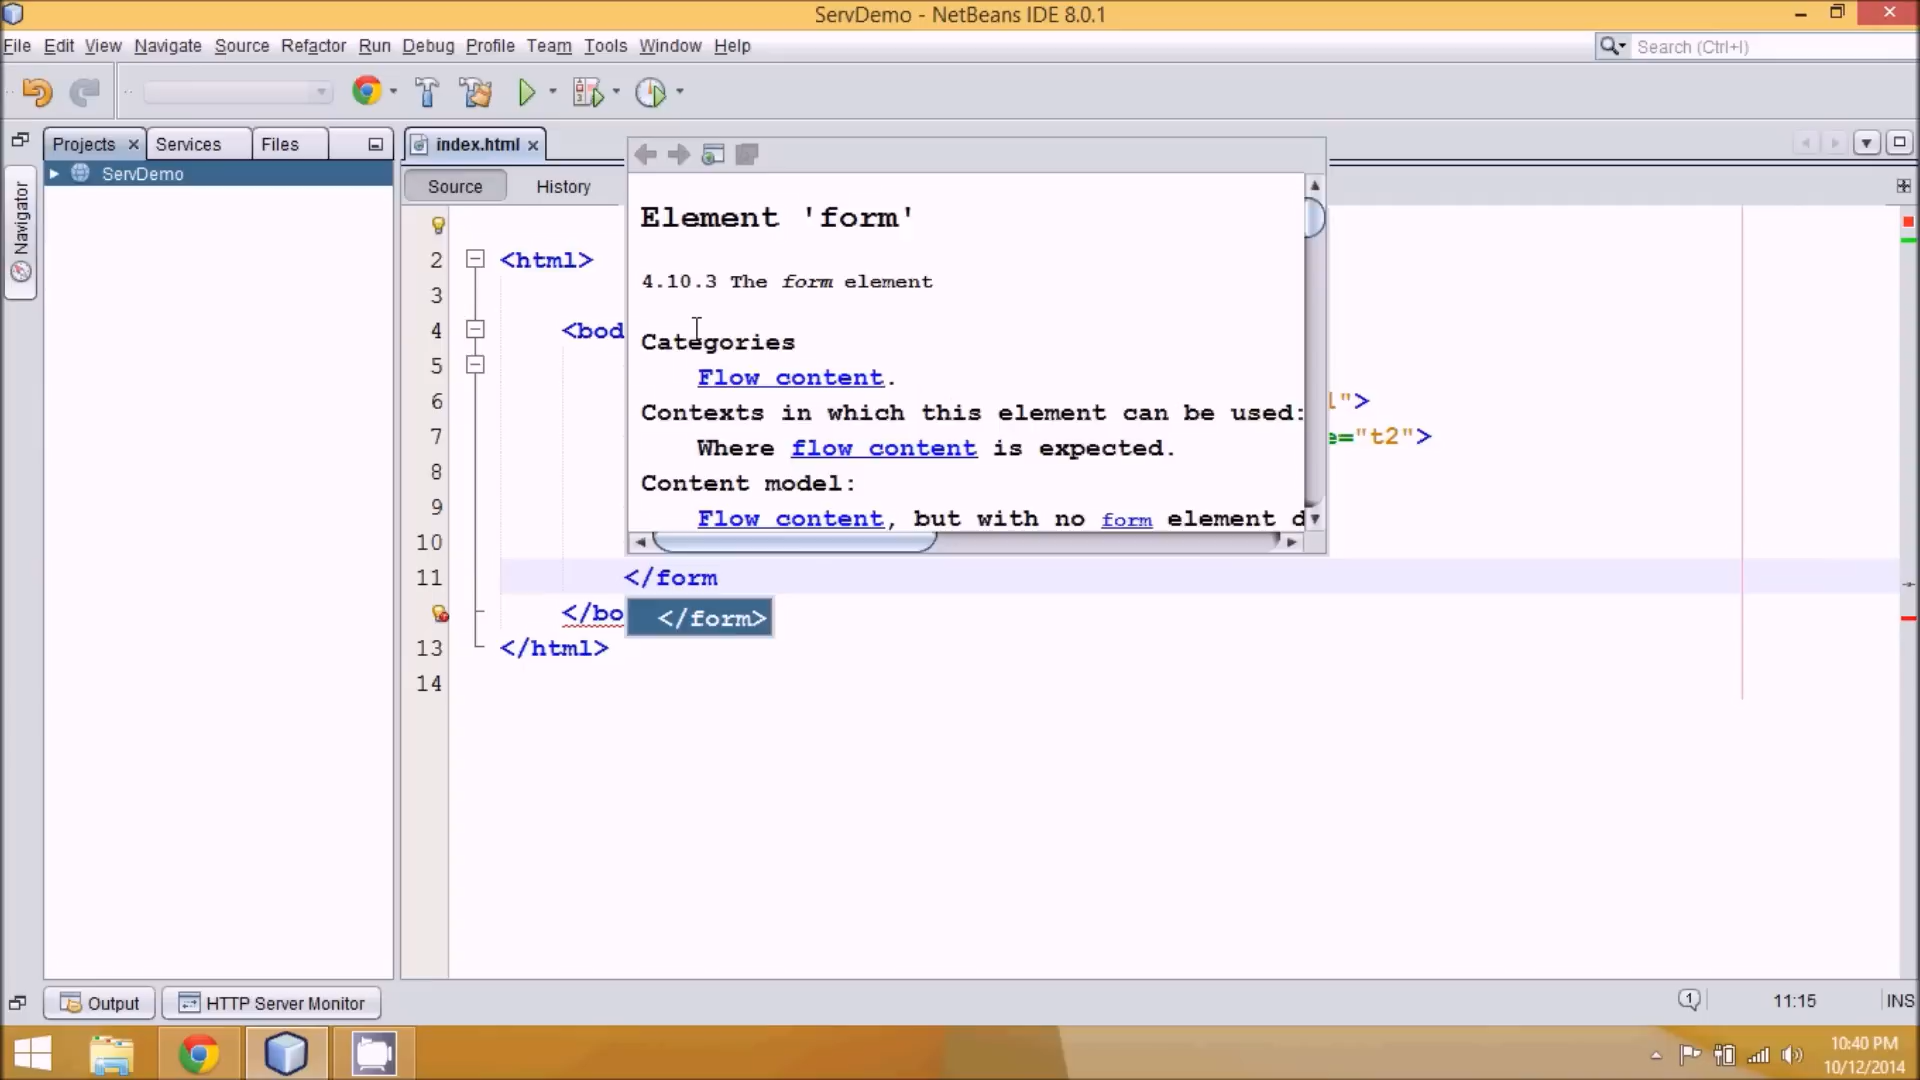 ServDemo - NetBeans IDE 8.0.1
File Edit View Navigate Source Refactor Run Debug Profile Team Tools Window Help
Search (Ctrl+I)
Projects
Services
Files
index.html
ServDemo
Source
History
Navigator
Element 'form'
4.10.3 The form element
Categories
Flow content.
Contexts in which this element can be used:
Where flow content is expected.
Content model:
Flow content, but with no form element d
2 <html>
3
4 <bod
5
6 ">
7 e="t2">
8
9
10
11 </form
</bo
</form>
13 </html>
14
Output
HTTP Server Monitor
1
11:15
INS
10:40 PM
10/12/2014